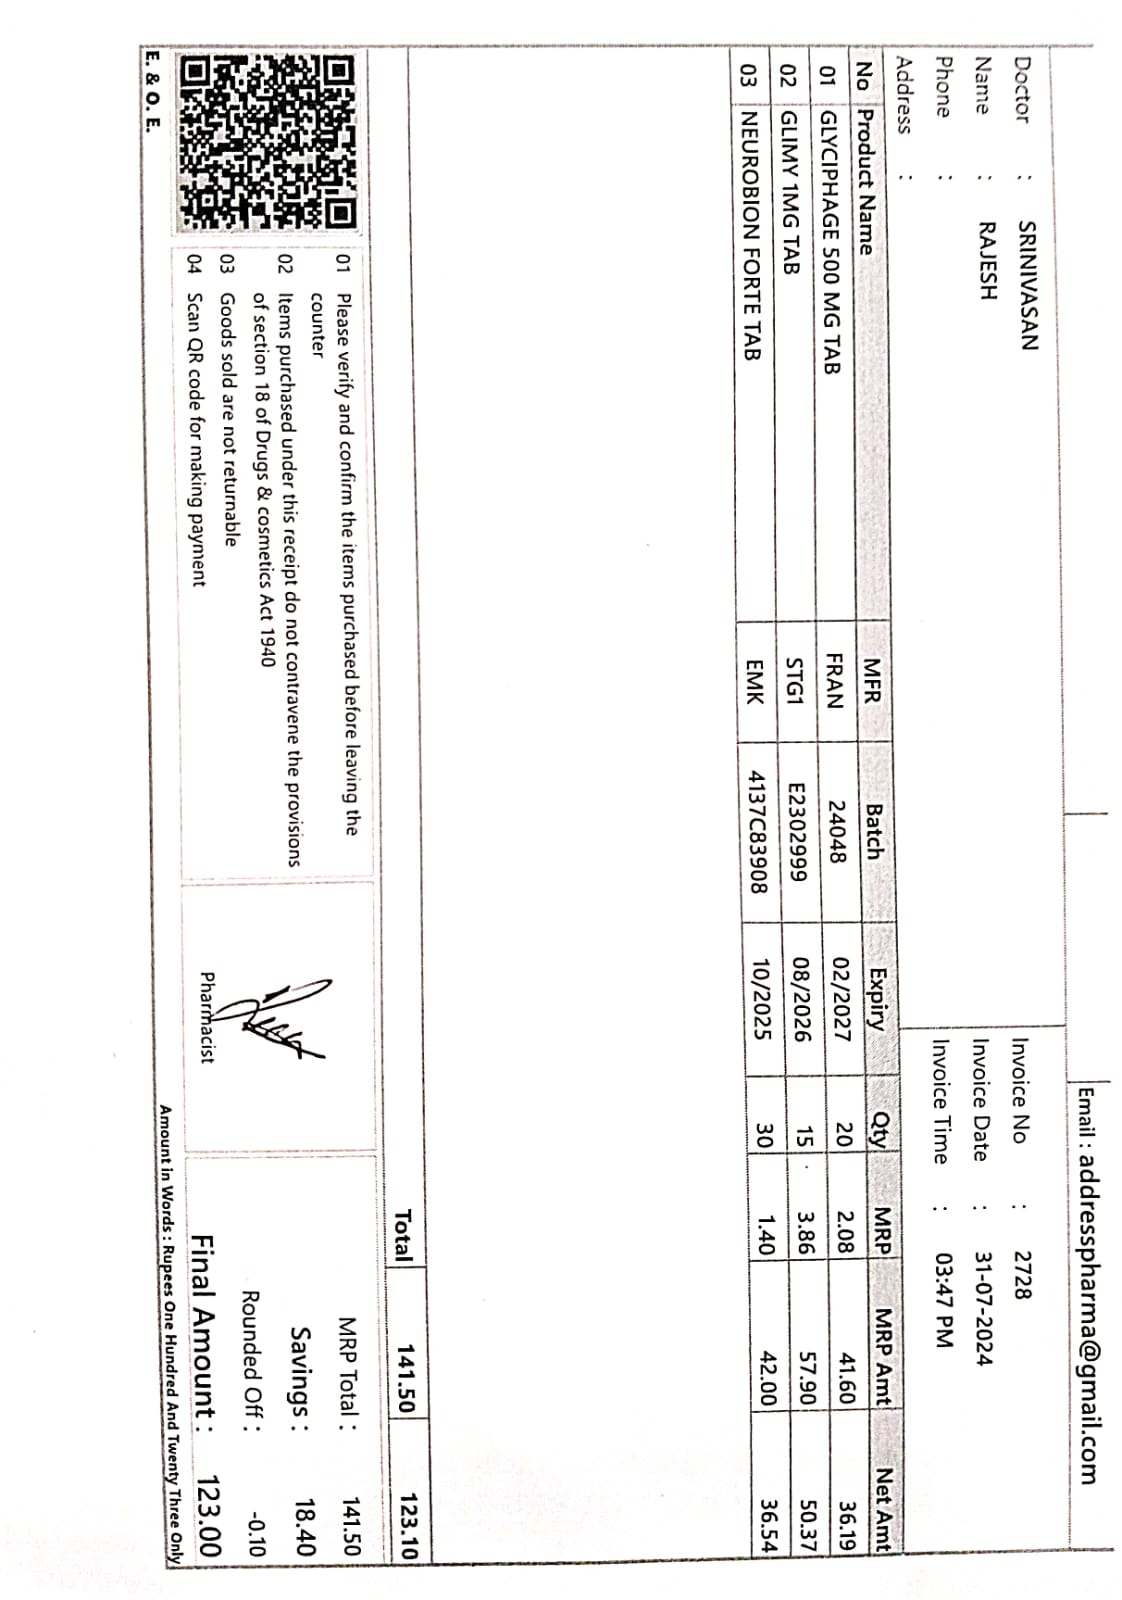 Email : addresspharma@gmail.com
Doctor : SRINIVASAN
Name : RAJESH
Phone :
Address :
Invoice No : 2728
Invoice Date : 31-07-2024
Invoice Time : 03:47 PM
No Product Name MFR Batch Expiry Qty MRP MRP Amt Net Amt
01 GLYCIPHAGE 500 MG TAB FRAN 24048 02/2027 20 2.08 41.60 36.19
02 GLIMY 1MG TAB STG1 E2302999 08/2026 15 3.86 57.90 50.37
03 NEUROBION FORTE TAB EMK 4137C83908 10/2025 30 1.40 42.00 36.54
Total 141.50 123.10
01 Please verify and confirm the items purchased before leaving the
counter
02 Items purchased under this receipt do not contravene the provisions
of section 18 of Drugs & cosmetics Act 1940
03 Goods sold are not returnable
04 Scan QR code for making payment
Pharmacist
MRP Total : 141.50
Savings : 18.40
Rounded Off : -0.10
Final Amount : 123.00
Amount in Words : Rupees One Hundred And Twenty Three Only
E. & O. E.